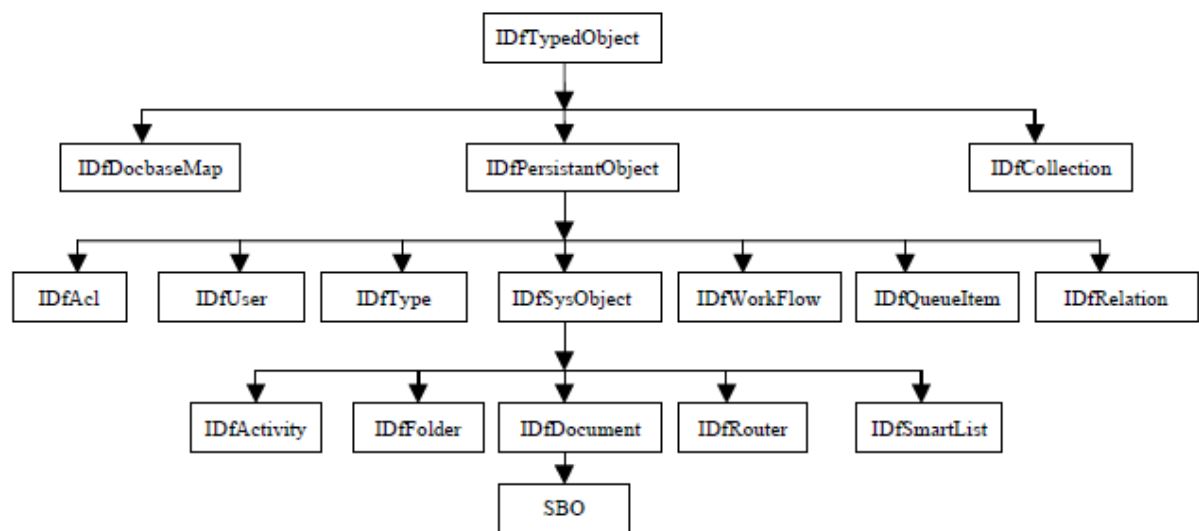 IDfTypedObject
IDfDocbaseMap
IDfPersistantObject
IDfCollection
IDfAcl
IDfUser
IDfType
IDfSysObject
IDfWorkFlow
IDfQueueItem
IDfRelation
IDfActivity
IDfFolder
IDfDocument
IDfRouter
IDfSmartList
SBO